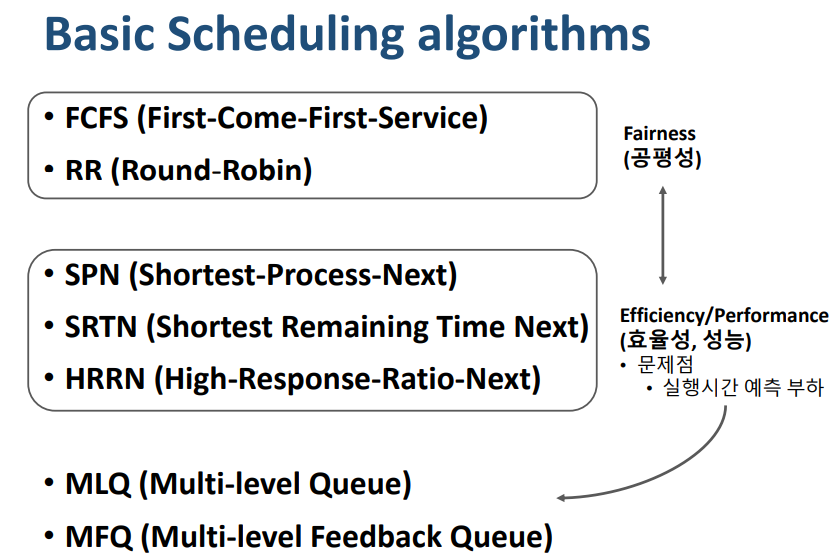 Basic Scheduling algorithms
• FCFS (First-Come-First-Service)
• RR (Round-Robin)
Fairness
(공평성)
• SPN (Shortest-Process-Next)
• SRTN (Shortest Remaining Time Next)
• HRRN (High-Response-Ratio-Next)
Efficiency/Performance
(효율성, 성능)
• 문제점
• 실행시간 예측 부하
• MLQ (Multi-level Queue)
• MFQ (Multi-level Feedback Queue)